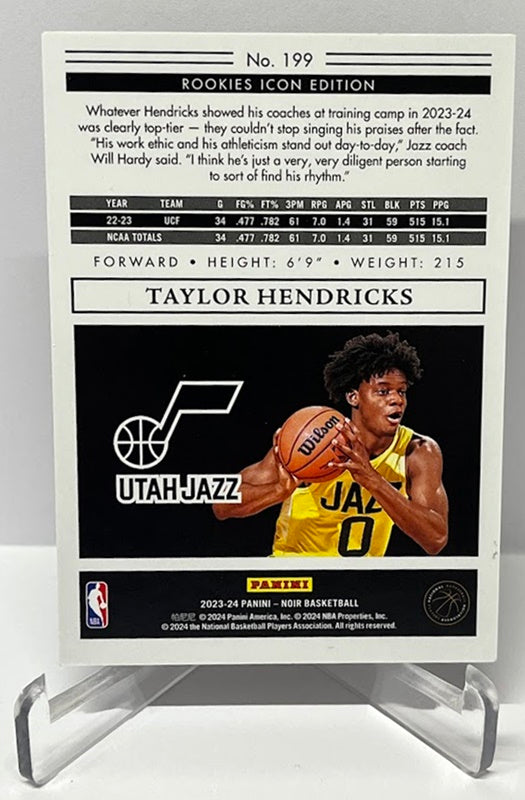 No. 199
ROOKIES ICON EDITION
Whatever Hendricks showed his coaches at training camp in 2023-24
was clearly top-tier — they couldn't stop singing his praises after the fact.
"His work ethic and his athleticism stand out day-to-day," Jazz coach
Will Hardy said. "I think he's just a very, very diligent person starting
to sort of find his rhythm."
YEAR TEAM G FG% FT% 3PM RPG APG STL BLK PTS PPG
22-23 UCF 34 .477 .782 61 7.0 1.4 31 59 515 15.1
NCAA TOTALS 34 .477 .782 61 7.0 1.4 31 59 515 15.1
FORWARD • HEIGHT: 6'9" • WEIGHT: 215
TAYLOR HENDRICKS
Wilson
UTAH JAZZ
JAZZ
0
PANINI
2023-24 PANINI – NOIR BASKETBALL
帕尼尼 © 2024 Panini America, Inc. © 2024 NBA Properties, Inc.
© 2024 the National Basketball Players Association. All rights reserved.
NBA